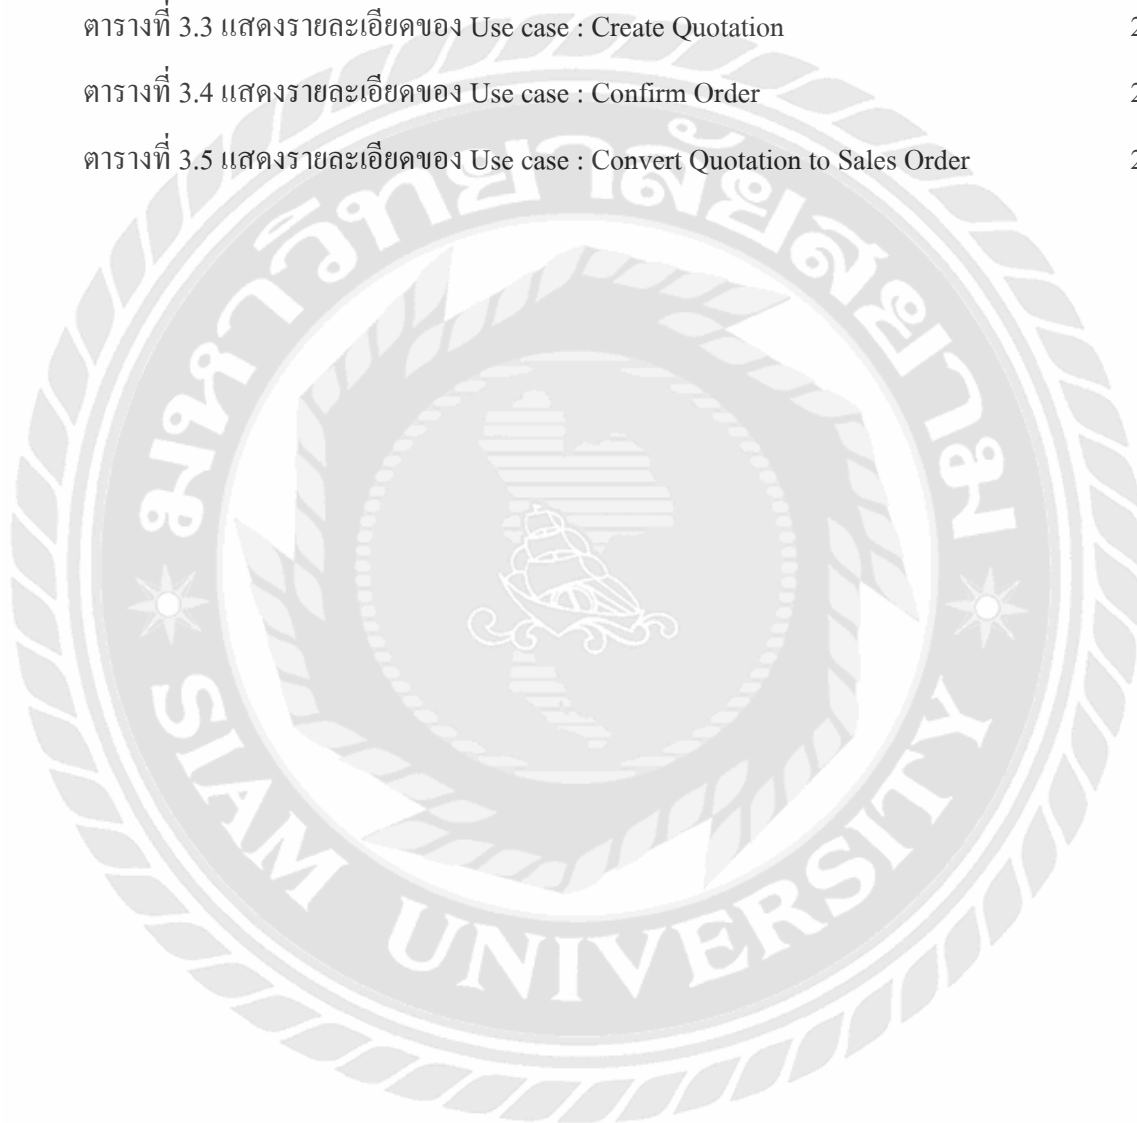 ตารางที่ 3.3 แสดงรายละเอียดของ Use case : Create Quotation 2
ตารางที่ 3.4 แสดงรายละเอียดของ Use case : Confirm Order 2
ตารางที่ 3.5 แสดงรายละเอียดของ Use case : Convert Quotation to Sales Order 2
มหาวิทยาลัยสยาม
SIAM UNIVERSITY